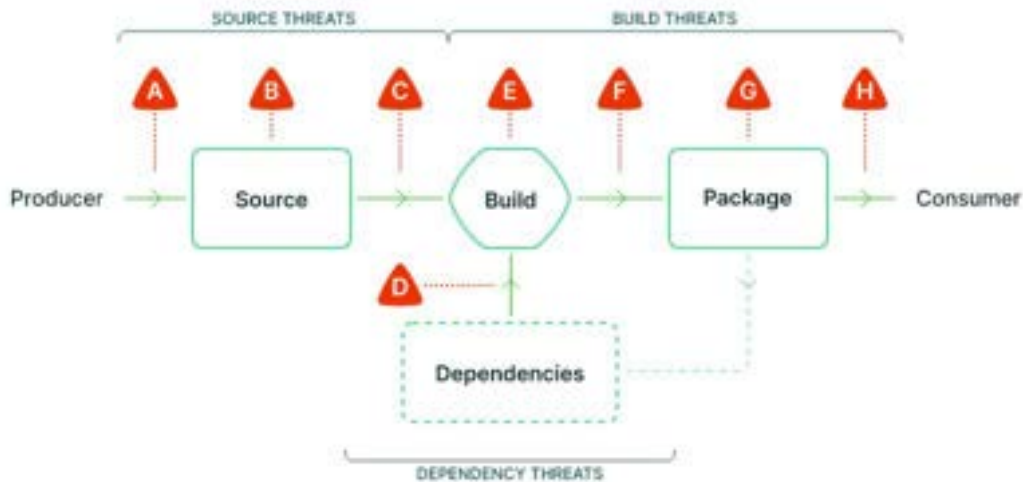 SOURCE THREATS BUILD THREATS
A B C E F G H
Producer Source Build Package Consumer
D
Dependencies
DEPENDENCY THREATS